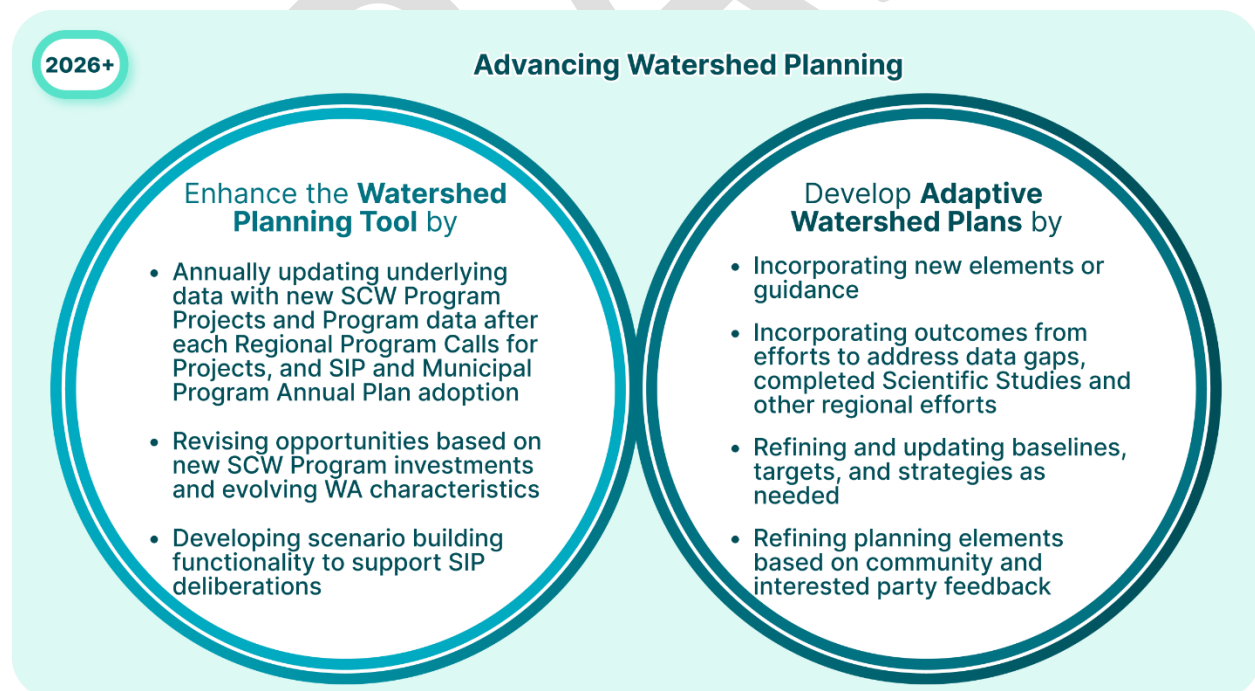 2026+
Advancing Watershed Planning
Enhance the Watershed
Planning Tool by
• Annually updating underlying
data with new SCW Program
Projects and Program data after
each Regional Program Calls for
Projects, and SIP and Municipal
Program Annual Plan adoption
• Revising opportunities based on
new SCW Program investments
and evolving WA characteristics
• Developing scenario building
functionality to support SIP
deliberations
Develop Adaptive
Watershed Plans by
• Incorporating new elements or
guidance
• Incorporating outcomes from
efforts to address data gaps,
completed Scientific Studies and
other regional efforts
• Refining and updating baselines,
targets, and strategies as
needed
• Refining planning elements
based on community and
interested party feedback